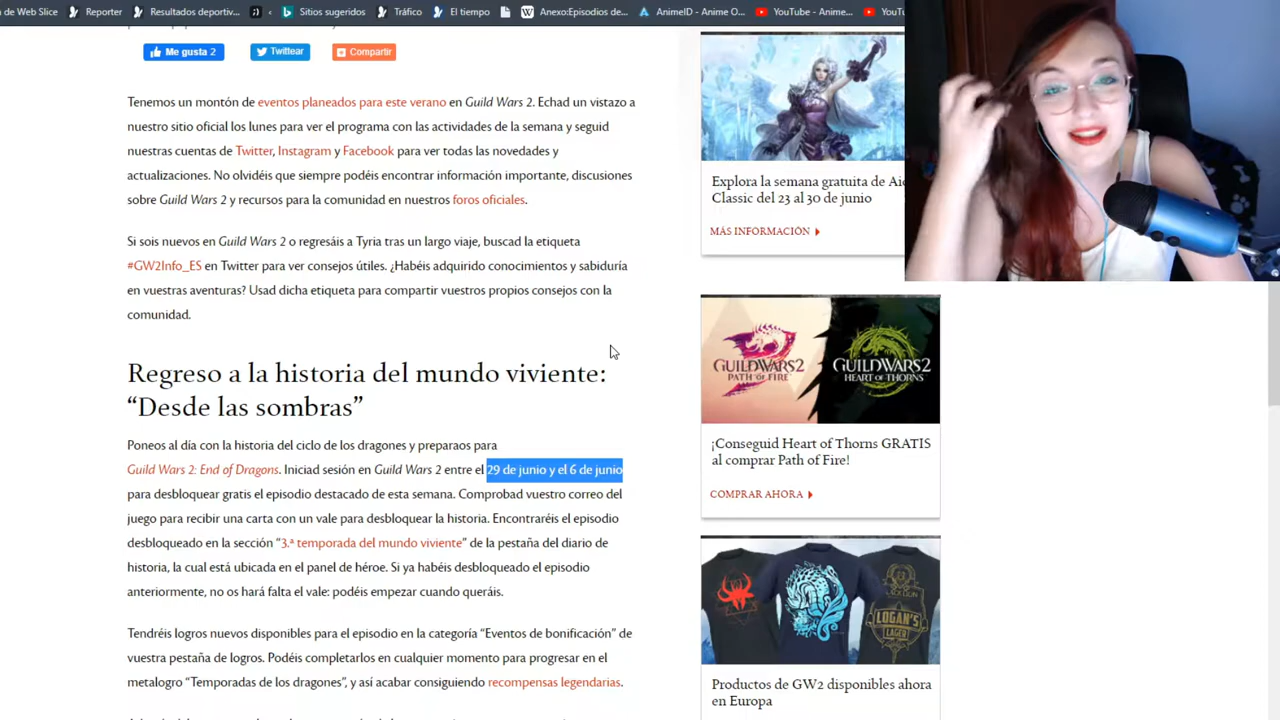 de Web Slice
Reporter
Resultados deportiv...
Sitios sugeridos
Tráfico
El tiempo
Anexo:Episodios de...
AnimeID - Anime O...
YouTube - Anime...
YouT
Me gusta 2
Twittear
Compartir
Tenemos un montón de eventos planeados para este verano en Guild Wars 2. Echad un vistazo a
nuestro sitio oficial los lunes para ver el programa con las actividades de la semana y seguid
nuestras cuentas de Twitter, Instagram y Facebook para ver todas las novedades y
actualizaciones. No olvidéis que siempre podéis encontrar información importante, discusiones
sobre Guild Wars 2 y recursos para la comunidad en nuestros foros oficiales.
Si sois nuevos en Guild Wars 2 o regresáis a Tyria tras un largo viaje, buscad la etiqueta
#GW2Info_ES en Twitter para ver consejos útiles. ¿Habéis adquirido conocimientos y sabiduría
en vuestras aventuras? Usad dicha etiqueta para compartir vuestros propios consejos con la
comunidad.
Regreso a la historia del mundo viviente:
“Desde las sombras”
Poneos al día con la historia del ciclo de los dragones y preparaos para
Guild Wars 2: End of Dragons. Iniciad sesión en Guild Wars 2 entre el 29 de junio y el 6 de junio
para desbloquear gratis el episodio destacado de esta semana. Comprobad vuestro correo del
juego para recibir una carta con un vale para desbloquear la historia. Encontraréis el episodio
desbloqueado en la sección “3.ª temporada del mundo viviente” de la pestaña del diario de
historia, la cual está ubicada en el panel de héroe. Si ya habéis desbloqueado el episodio
anteriormente, no os hará falta el vale: podéis empezar cuando queráis.
Tendréis logros nuevos disponibles para el episodio en la categoría “Eventos de bonificación” de
vuestra pestaña de logros. Podéis completarlos en cualquier momento para progresar en el
metalogro “Temporadas de los dragones”, y así acabar consiguiendo recompensas legendarias.
Explora la semana gratuita de Aio
Classic del 23 al 30 de junio
MÁS INFORMACIÓN
GUILD WARS 2
PATH OF FIRE
GUILD WARS 2
HEART OF THORNS
¡Conseguid Heart of Thorns GRATIS
al comprar Path of Fire!
COMPRAR AHORA
LOGAN'S
LAGER
Productos de GW2 disponibles ahora
en Europa